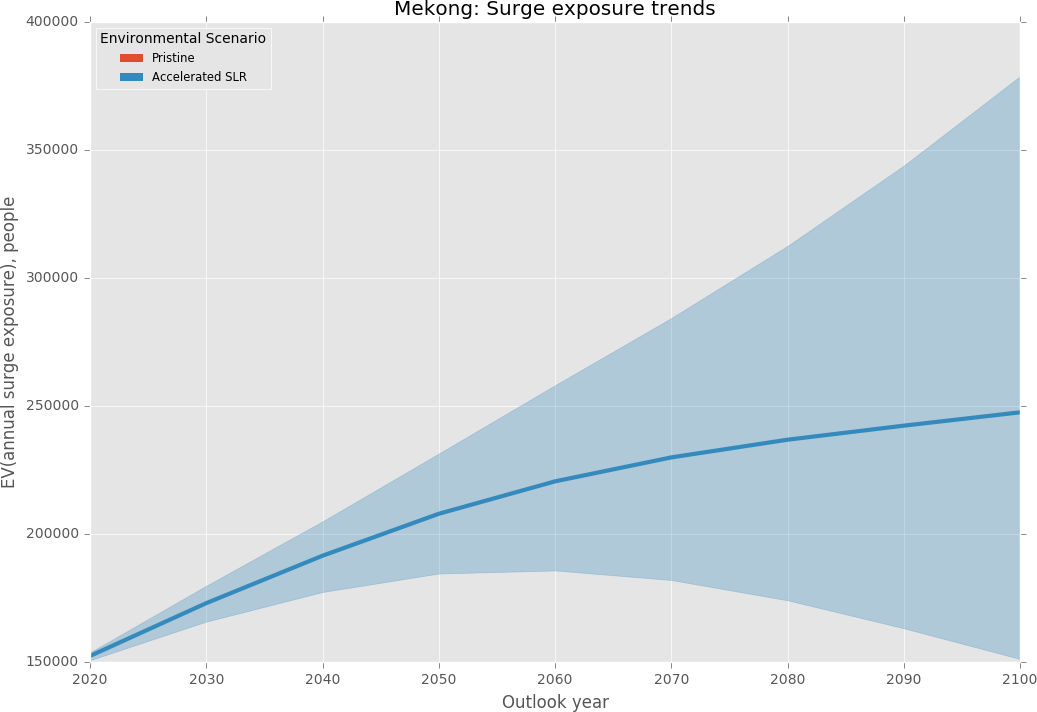 Mekong: Surge exposure trends
400000
Environmental Scenario
Pristine
Accelerated SLR
350000
300000
250000
200000
150000
EV(annual surge exposure), people
2020 2030 2040 2050 2060 2070 2080 2090 2100
Outlook year